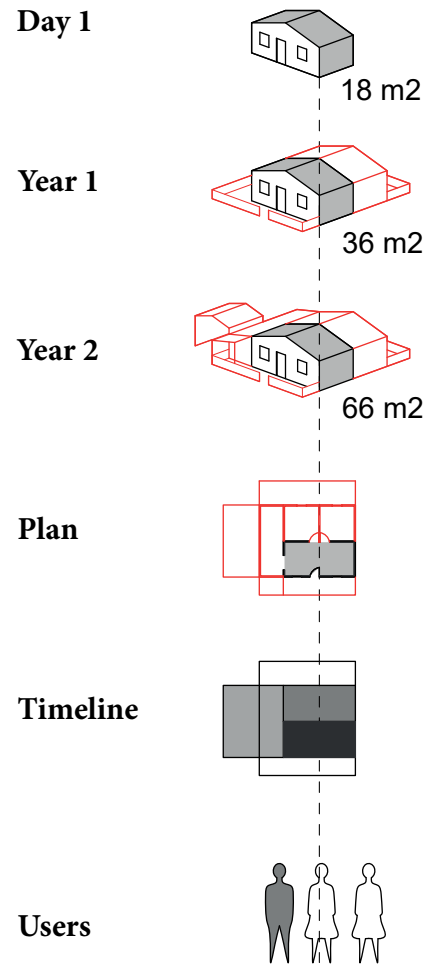 Day 1
18 m2
Year 1
36 m2
Year 2
66 m2
Plan
Timeline
Users